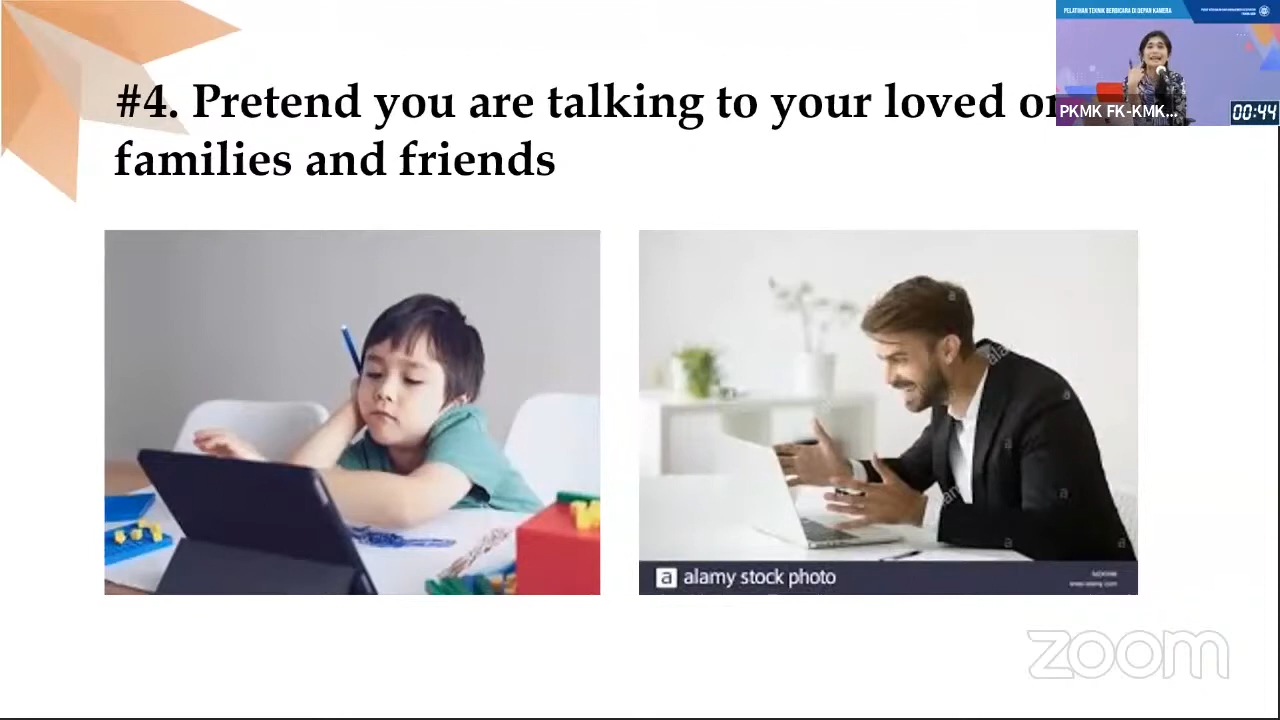 #4. Pretend you are talking to your loved
families and friends
PELATIHAN TEKNIK BERBICARA DI DEPAN KAMERA
PKMK FK-KMK...
00:44
a alamy stock photo
zoom